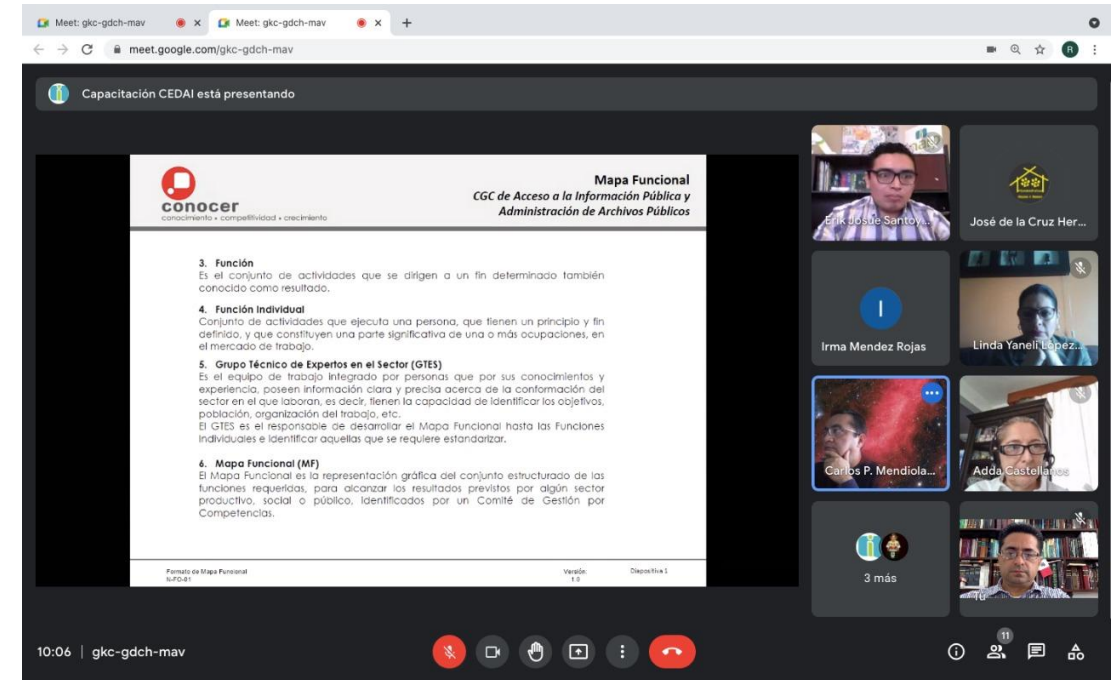 Meet: gkc-gdch-mav
Meet: gkc-gdch-mav
meet.google.com/gkc-gdch-mav
R
Capacitación CEDAI está presentando
conocer
conocimiento • competitividad • crecimiento
Mapa Funcional
CGC de Acceso a la Información Pública y
Administración de Archivos Públicos
3. Función
Es el conjunto de actividades que se dirigen a un fin determinado también
conocido como resultado.
4. Función Individual
Conjunto de actividades que ejecuta una persona, que tienen un principio y fin
definido, y que constituyen una parte significativa de una o más ocupaciones, en
el mercado de trabajo.
5. Grupo Técnico de Expertos en el Sector (GTES)
Es el equipo de trabajo integrado por personas que por sus conocimientos y
experiencia, poseen información clara y precisa acerca de la conformación del
sector en el que laboran, es decir, tienen la capacidad de identificar los objetivos,
población, organización del trabajo, etc.
El GTES es el responsable de desarrollar el Mapa Funcional hasta las Funciones
Individuales e identificar aquellas que se requiere estandarizar.
6. Mapa Funcional (MF)
El Mapa Funcional es la representación gráfica del conjunto estructurado de las
funciones requeridas, para alcanzar los resultados previstos por algún sector
productivo, social o público, identificados por un Comité de Gestión por
Competencias.
Formato de Mapa Funcional
N-FO-01
Versión:
1.0
Diapositiva 1
Erik Josue Santoy...
José de la Cruz Her...
I
Irma Mendez Rojas
Linda Yaneli López...
Carlos P. Mendiola...
Adda Castellanos
3 más
Tú
10:06 | gkc-gdch-mav
11